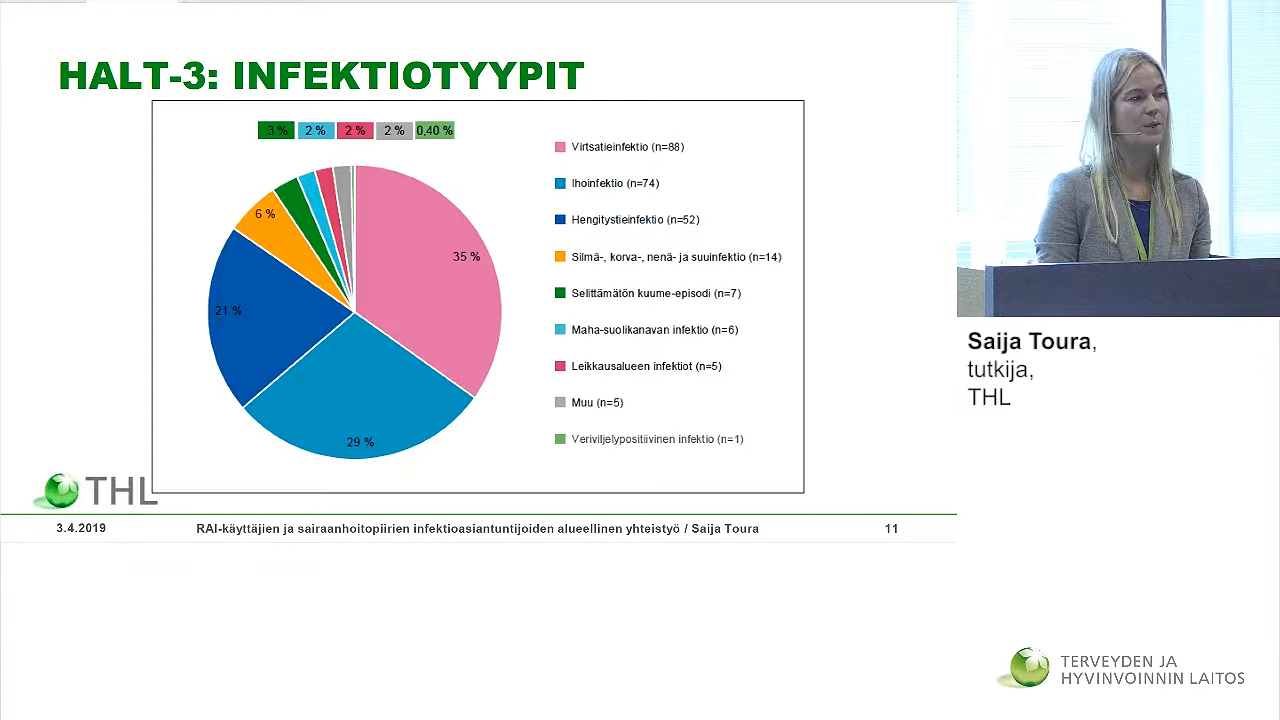 HALT-3: INFEKTIOTYYPIT
3 %
2 %
2 %
2 %
0,40 %
6 %
35 %
21 %
29 %
Virtsatieinfektio (n=88)
Ihoinfektio (n=74)
Hengitystieinfektio (n=52)
Silmä-, korva-, nenä- ja suuinfektio (n=14)
Selittämätön kuume-episodi (n=7)
Maha-suolikanavan infektio (n=6)
Leikkausalueen infektiot (n=5)
Muu (n=5)
Veriviljelypositiivinen infektio (n=1)
THL
3.4.2019
RAI-käyttäjien ja sairaanhoitopiirien infektioasiantuntijoiden alueellinen yhteistyö / Saija Toura
11
Saija Toura,
tutkija,
THL
TERVEYDEN JA
HYVINVOINNIN LAITOS